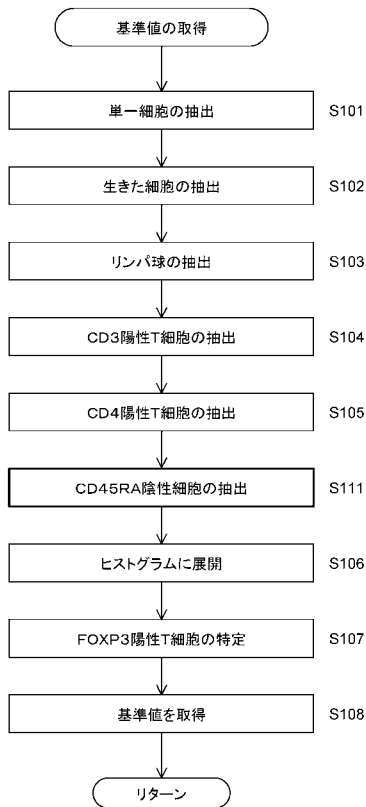 基準値の取得
単一細胞の抽出 S101
生きた細胞の抽出 S102
リンパ球の抽出 S103
CD3陽性T細胞の抽出 S104
CD4陽性T細胞の抽出 S105
CD45RA陰性細胞の抽出 S111
ヒストグラムに展開 S106
FOXP3陽性T細胞の特定 S107
基準値を取得 S108
リターン